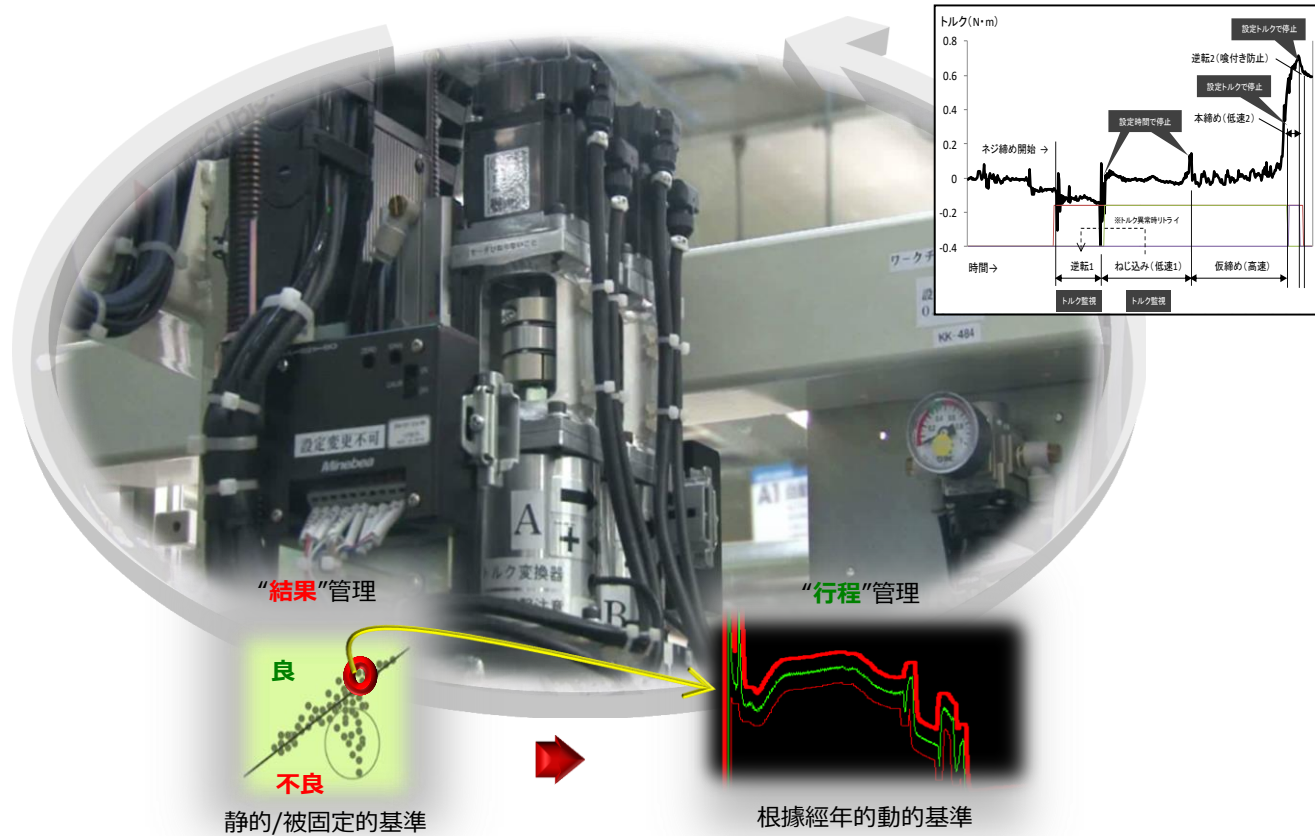 トルク(N・m)
0.8
0.6
0.4
0.2
0
-0.2
-0.4
設定トルクで停止
逆転2(喰付き防止)
設定トルクで停止
本締め(低速2)
設定時間で停止
ネジ締め開始 →
※トルク異常時リトライ
時間→
逆転1
ねじ込み(低速1)
仮締め(高速)
トルク監視
トルク監視
ワークチ
KK-484
設定変更不可
Minebea
A
+
トルク変換器
注意
B
A1
“結果”管理
“行程”管理
良
不良
静的/被固定的基準
根據經年的動的基準